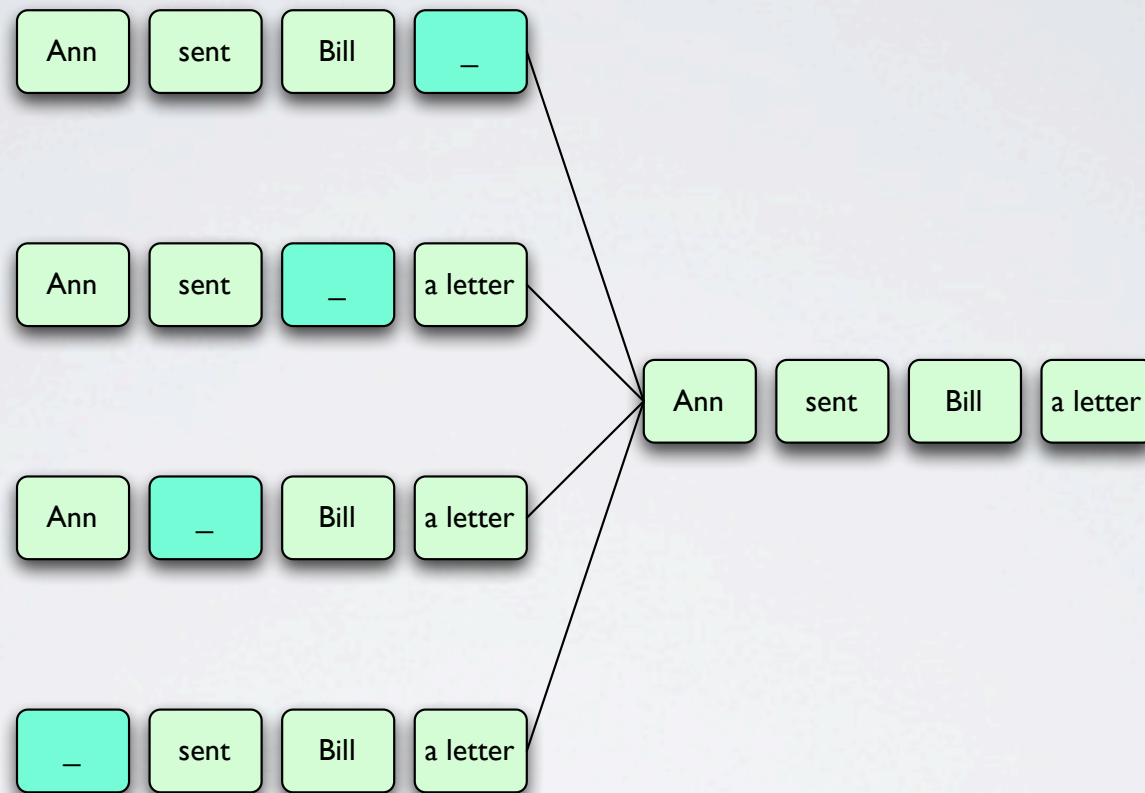 Ann sent Bill _
Ann sent _ a letter
Ann sent Bill a letter
Ann _ Bill a letter
_ sent Bill a letter